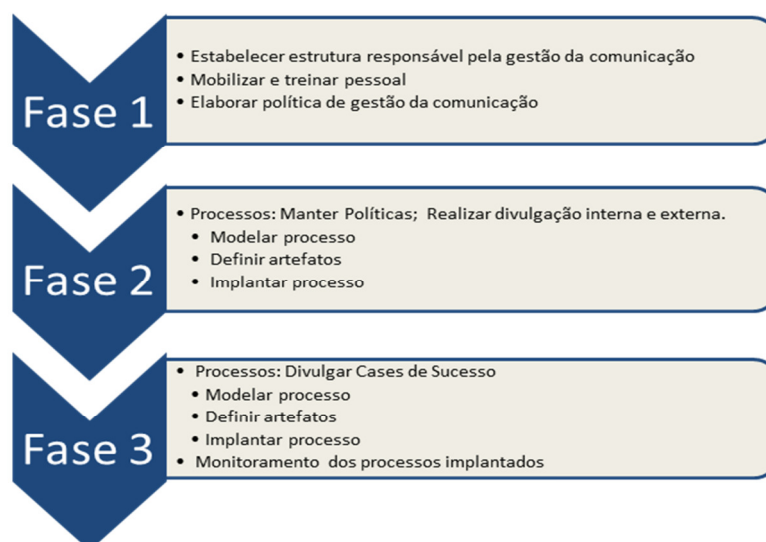 Fase 1
• Estabelecer estrutura responsável pela gestão da comunicação
• Mobilizar e treinar pessoal
• Elaborar política de gestão da comunicação
Fase 2
• Processos: Manter Políticas; Realizar divulgação interna e externa.
• Modelar processo
• Definir artefatos
• Implantar processo
Fase 3
• Processos: Divulgar Cases de Sucesso
• Modelar processo
• Definir artefatos
• Implantar processo
• Monitoramento dos processos implantados